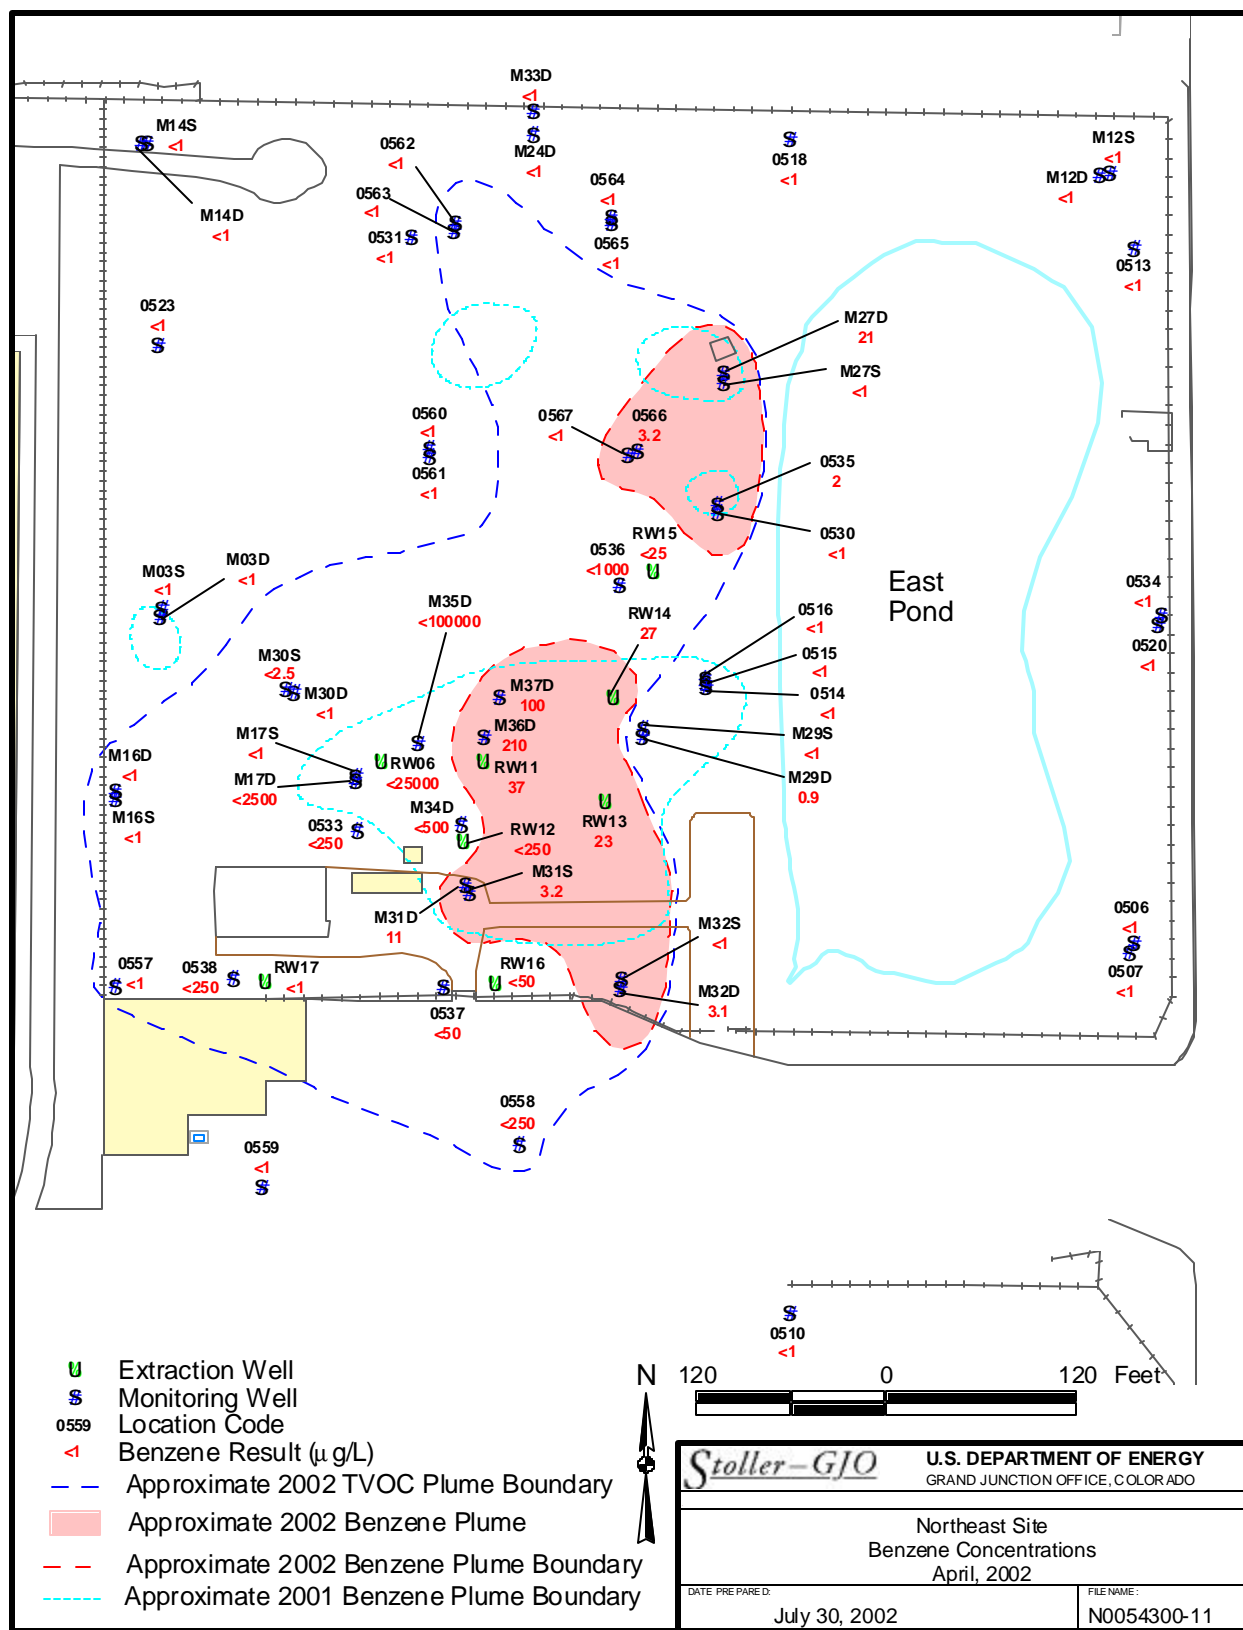 M33D
<1
M14S
<1
0562
<1
M24D
<1
0518
<1
M12S
<1
M12D
<1
0563
<1
0564
<1
M14D
<1
0531
<1
0565
<1
0513
<1
0523
<1
M27D
21
M27S
<1
0560
<1
0567
<1
0566
3.2
0561
<1
0535
2
0530
<1
RW15
<25
0536
<1000
M03S
<1
M03D
<1
East
Pond
0534
<1
M35D
<100000
RW14
27
0516
<1
0515
<1
0520
<1
M30S
<2.5
M30D
<1
M37D
100
0514
<1
M17S
<1
M36D
210
M29S
<1
M16D
<1
M17D
<2500
RW06
<25000
RW11
37
M29D
0.9
M16S
<1
0533
<250
M34D
<500
RW12
<250
RW13
23
M31S
3.2
M31D
11
M32S
<1
0506
<1
0557
<1
0538
<250
RW17
<1
RW16
<50
0507
<1
M32D
3.1
0537
<50
0558
<250
0559
<1
0510
<1
Extraction Well
Monitoring Well
0559 Location Code
<1 Benzene Result (µg/L)
Approximate 2002 TVOC Plume Boundary
Approximate 2002 Benzene Plume
Approximate 2002 Benzene Plume Boundary
Approximate 2001 Benzene Plume Boundary
N
120 0 120 Feet
Stoller-GJO
U.S. DEPARTMENT OF ENERGY
GRAND JUNCTION OFFICE, COLORADO
Northeast Site
Benzene Concentrations
April, 2002
DATE PREPARED:
July 30, 2002
FILENAME:
N0054300-11